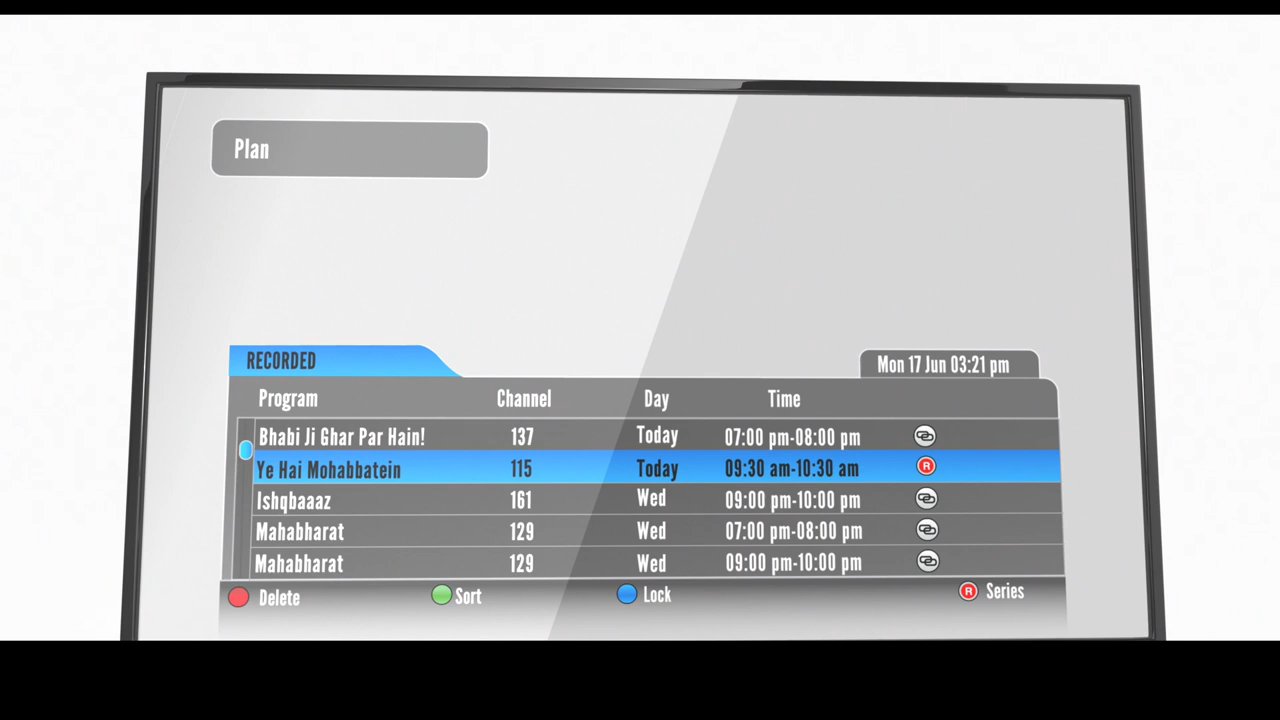 Plan
RECORDED
Mon 17 Jun 03:21 pm
Program Channel Day Time
Bhabi Ji Ghar Par Hain! 137 Today 07:00 pm-08:00 pm
Ye Hai Mohabbatein 115 Today 09:30 am-10:30 am R
Ishqbaaaz 161 Wed 09:00 pm-10:00 pm
Mahabharat 129 Wed 07:00 pm-08:00 pm
Mahabharat 129 Wed 09:00 pm-10:00 pm
Delete Sort Lock R Series